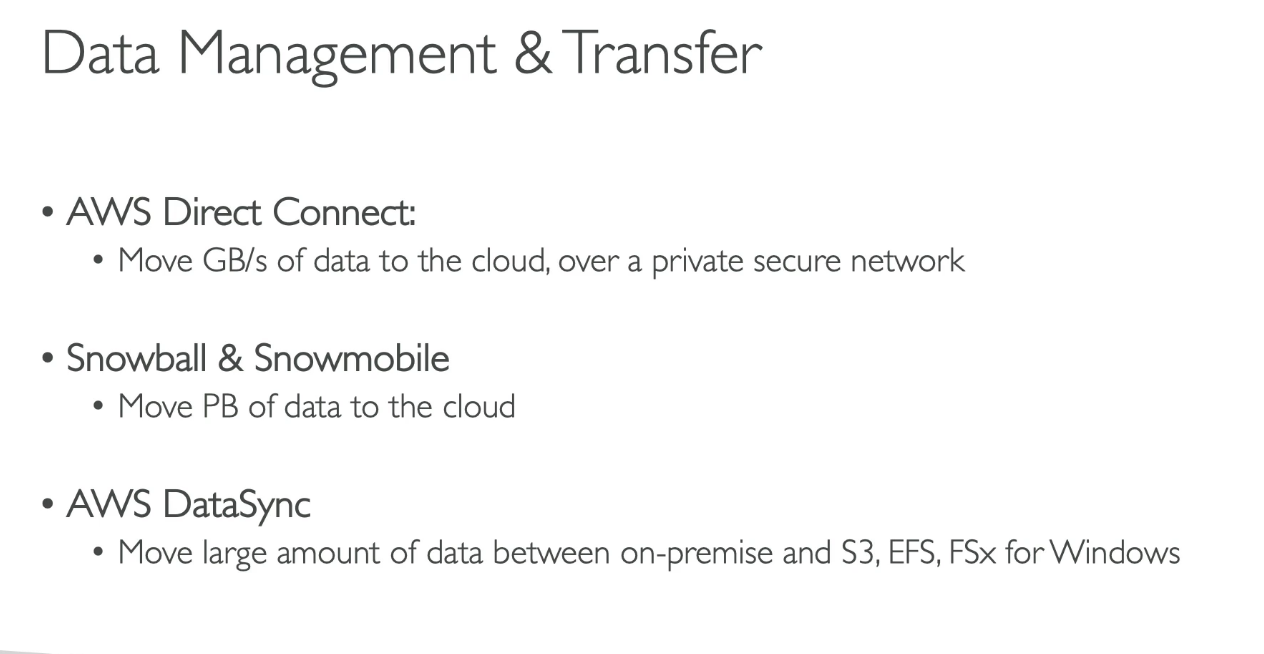 Data Management & Transfer
• AWS Direct Connect:
• Move GB/s of data to the cloud, over a private secure network
• Snowball & Snowmobile
• Move PB of data to the cloud
• AWS DataSync
• Move large amount of data between on-premise and S3, EFS, FSx for Windows